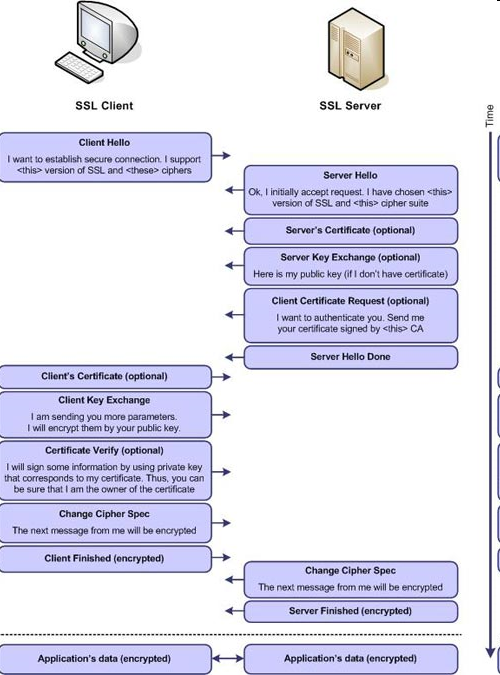 SSL Client
SSL Server
Time
Client Hello
I want to establish secure connection. I support
<this> version of SSL and <these> ciphers
Server Hello
Ok, I initially accept request. I have chosen <this>
version of SSL and <this> cipher suite
Server's Certificate (optional)
Server Key Exchange (optional)
Here is my public key (if I don't have certificate)
Client Certificate Request (optional)
I want to authenticate you. Send me
your certificate signed by <this> CA
Server Hello Done
Client's Certificate (optional)
Client Key Exchange
I am sending you more parameters.
I will encrypt them by your public key.
Certificate Verify (optional)
I will sign some information by using private key
that corresponds to my certificate. Thus, you can
be sure that I am the owner of the certificate
Change Cipher Spec
The next message from me will be encrypted
Client Finished (encrypted)
Change Cipher Spec
The next message from me will be encrypted
Server Finished (encrypted)
Application's data (encrypted)
Application's data (encrypted)